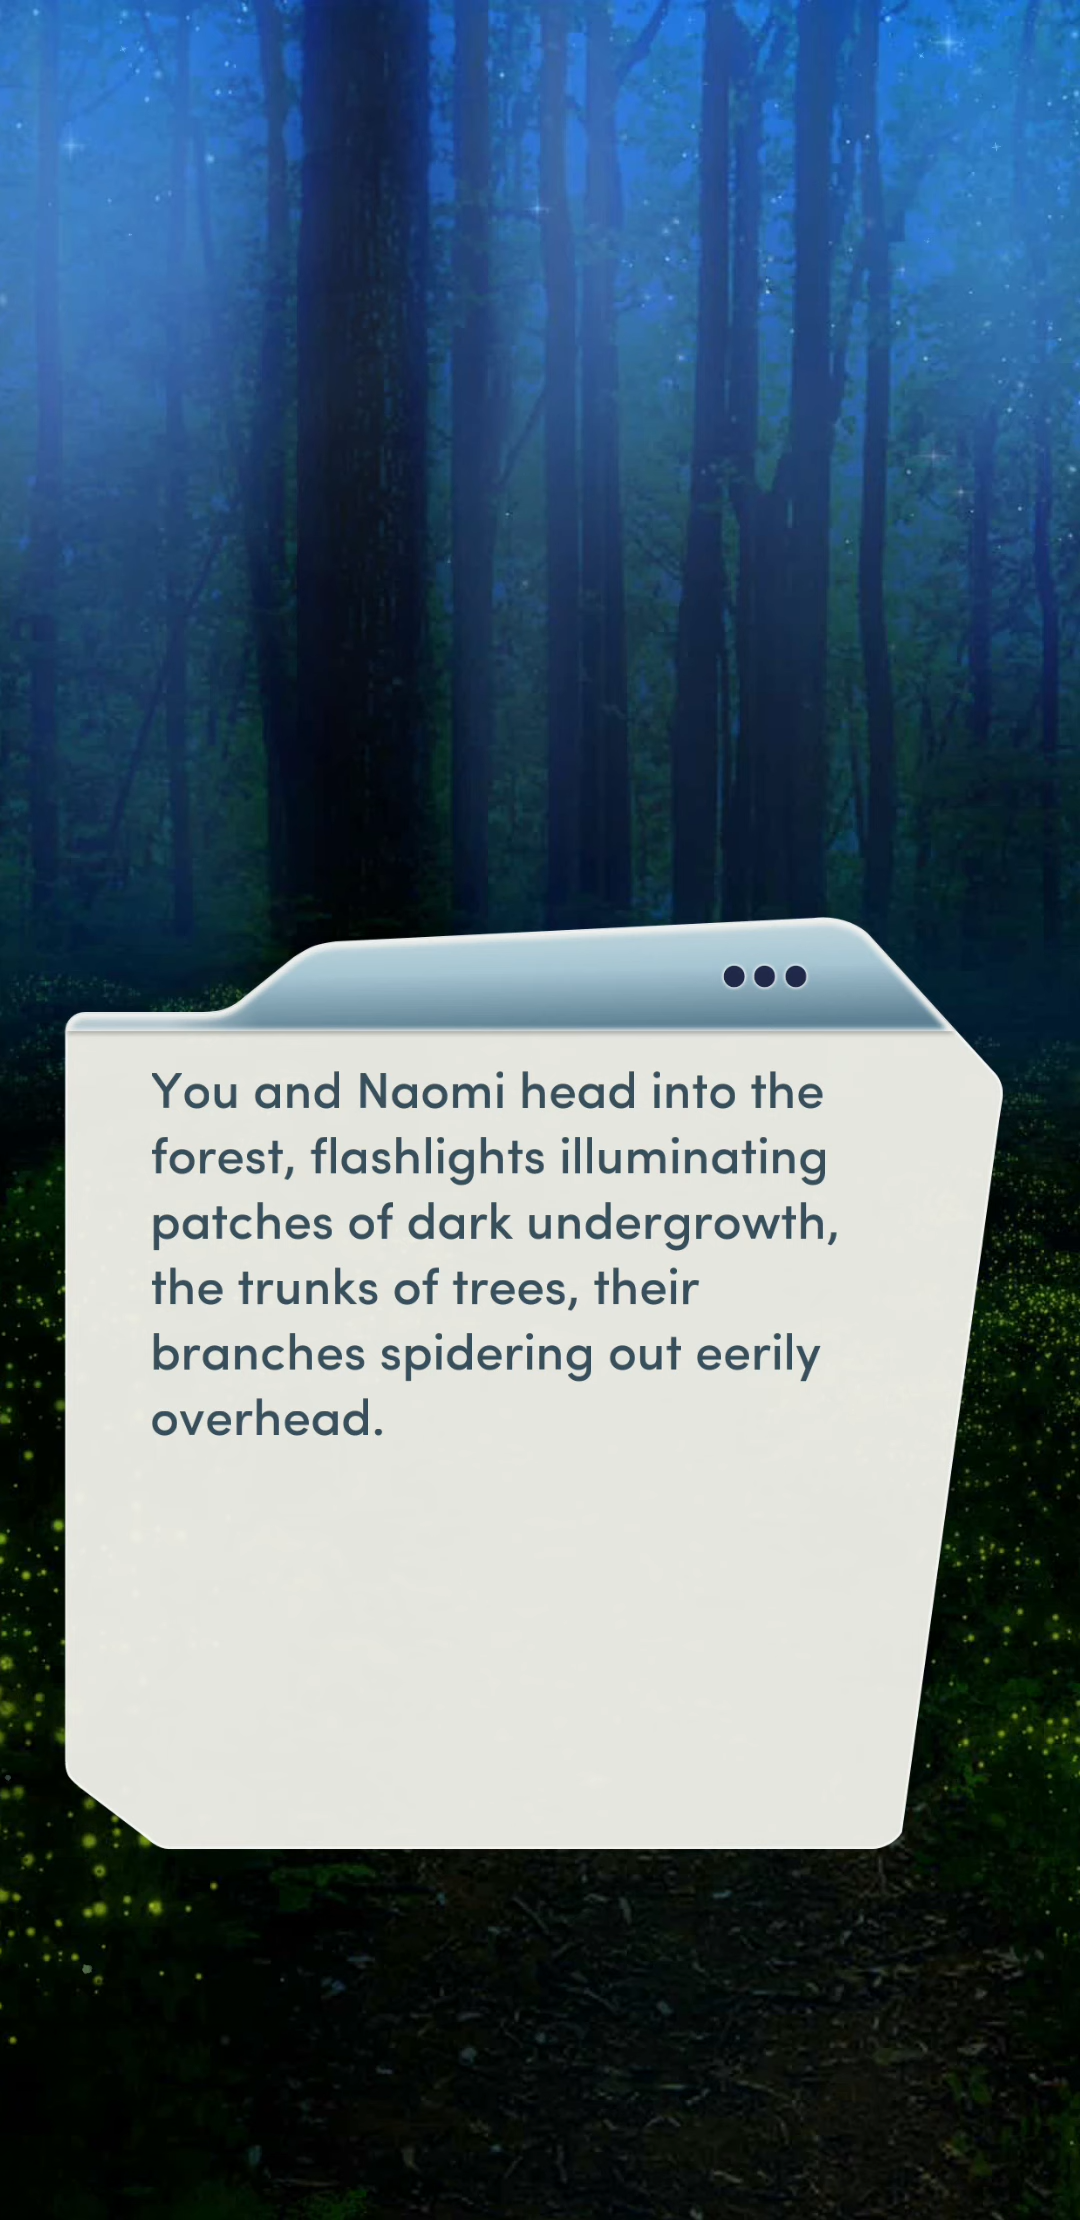 You and Naomi head into the
forest, flashlights illuminating
patches of dark undergrowth,
the trunks of trees, their
branches spidering out eerily
overhead.